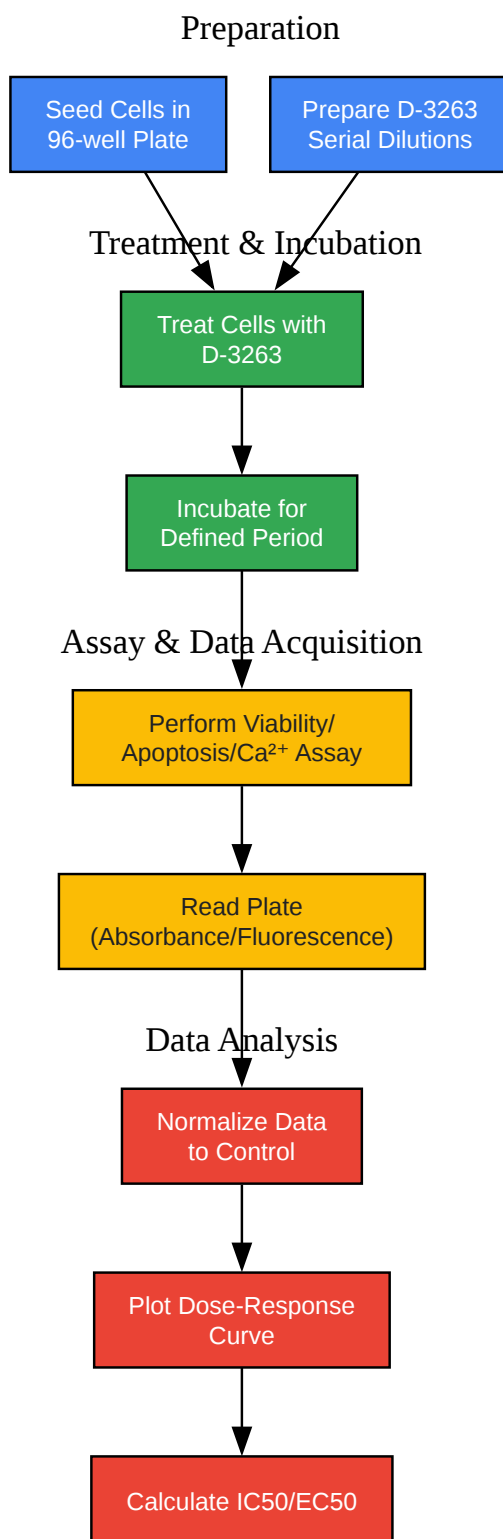 Preparation
Seed Cells in
96-well Plate
Prepare D-3263
Serial Dilutions
Treatment & Incubation
Treat Cells with
D-3263
Incubate for
Defined Period
Assay & Data Acquisition
Perform Viability/
Apoptosis/Ca²⁺ Assay
Read Plate
(Absorbance/Fluorescence)
Data Analysis
Normalize Data
to Control
Plot Dose-Response
Curve
Calculate IC50/EC50